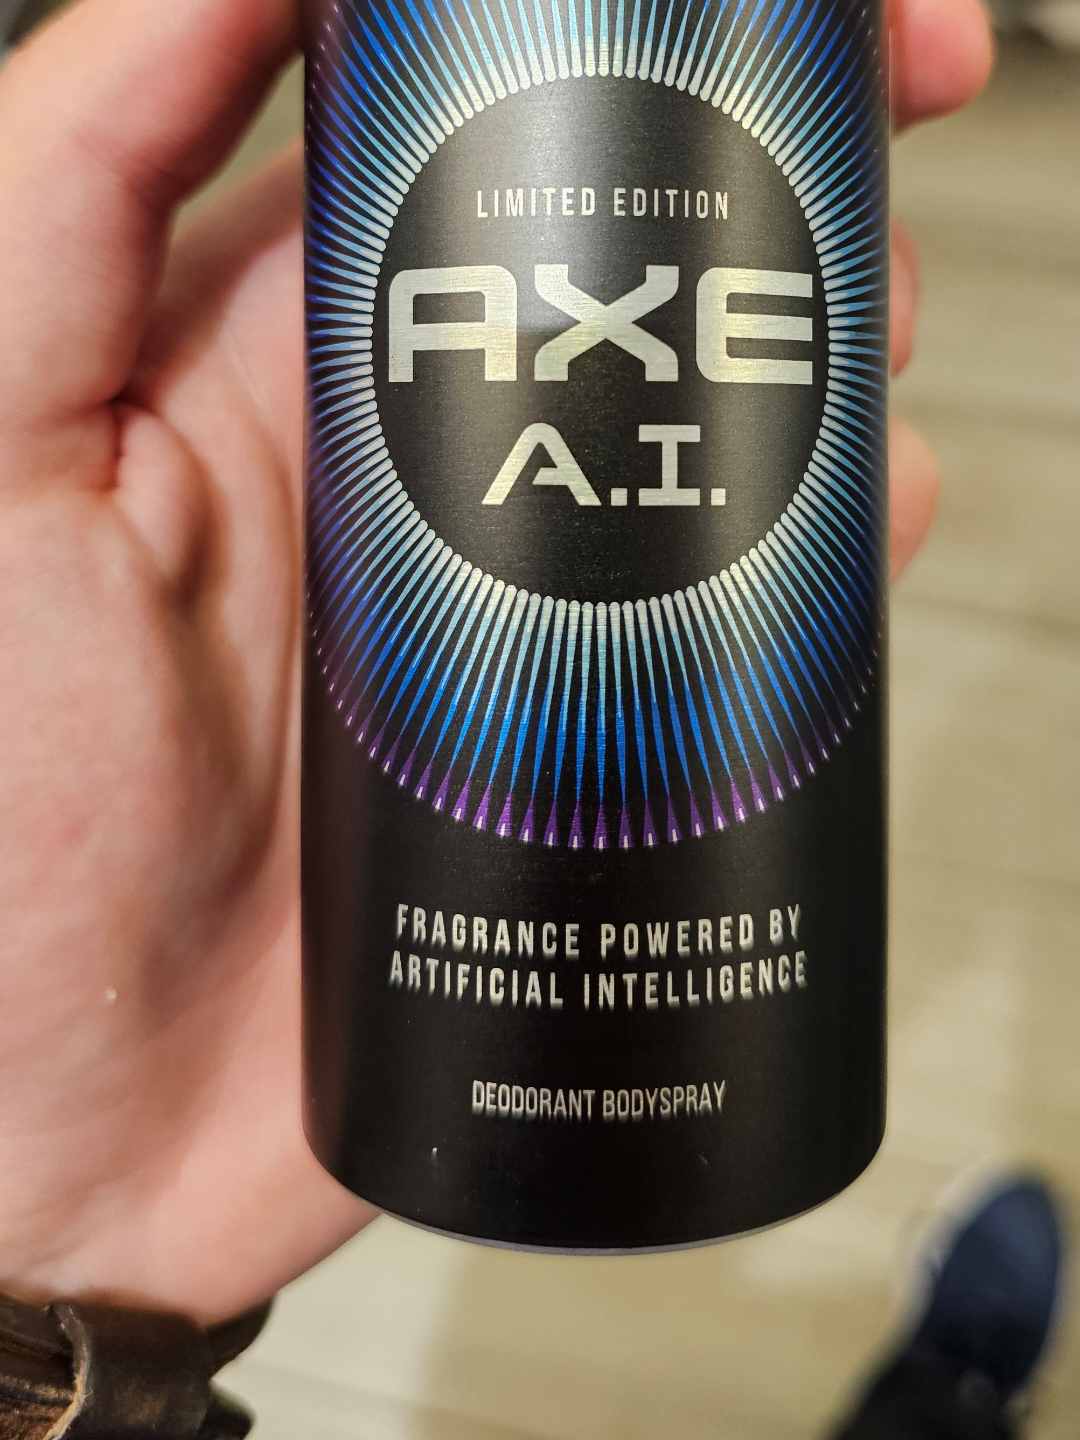 LIMITED EDITION
AXE
A.I.
FRAGRANCE POWERED BY
ARTIFICIAL INTELLIGENCE
DEODORANT BODYSPRAY